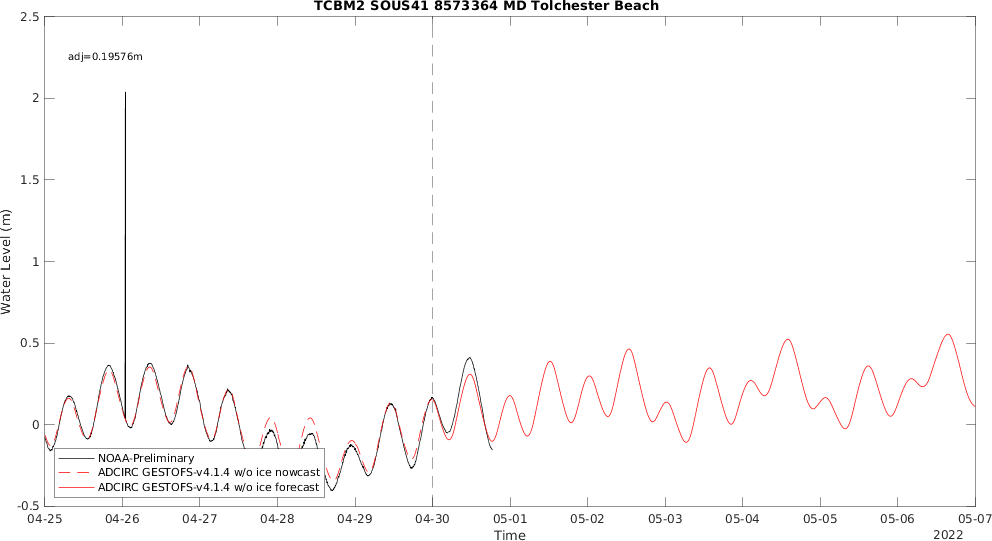 TCBM2 SOUS41 8573364 MD Tolchester Beach
adj=0.19576m
2.5
2
1.5
1
0.5
0
-0.5
Water Level (m)
NOAA-Preliminary
ADCIRC GESTOFS-v4.1.4 w/o ice nowcast
ADCIRC GESTOFS-v4.1.4 w/o ice forecast
04-25 04-26 04-27 04-28 04-29 04-30 05-01 05-02 05-03 05-04 05-05 05-06 05-07
Time
2022